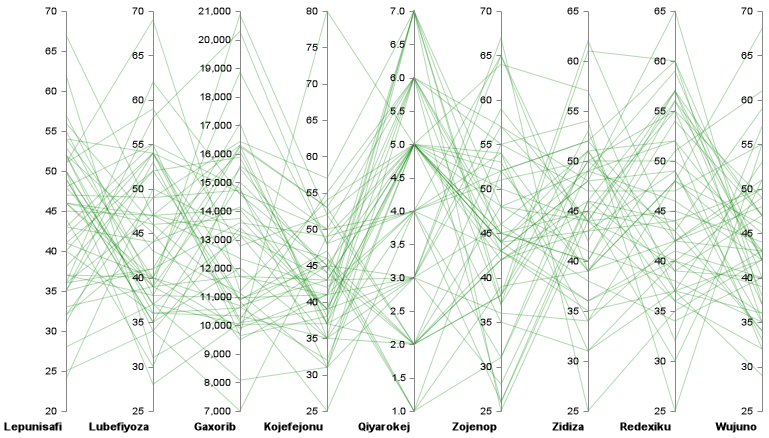 70 70 21,000 80 7.0 70 65 65 70
65 65 20,000 75 6.5 65 60 60 65
60 60 19,000 70 6.0 60 55 55 60
55 55 18,000 65 5.5 55 50 50 55
50 50 17,000 60 5.0 50 45 45 50
45 45 16,000 55 4.5 45 40 40 45
40 40 15,000 50 4.0 40 35 35 40
35 35 14,000 45 3.5 35 30 30 35
30 30 13,000 40 3.0 30 25 25 30
25 25 12,000 35 2.5 25 25
20 11,000 30 2.0
10,000 25 1.5
9,000 1.0
8,000
7,000
Lepunisafi Lubefiyoza Gaxorib Kojefejonu Qiyarokej Zojenop Zidiza Redexiku Wujuno